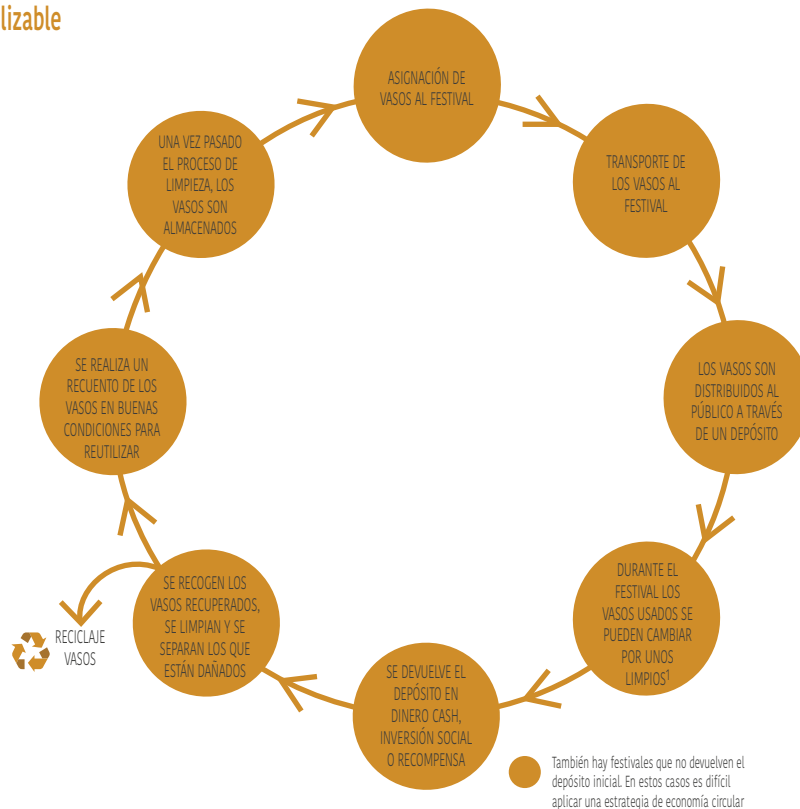 lizable
ASIGNACIÓN DE
VASOS AL FESTIVAL
TRANSPORTE DE
LOS VASOS AL
FESTIVAL
LOS VASOS SON
DISTRIBUIDOS AL
PÚBLICO A TRAVÉS
DE UN DEPÓSITO
DURANTE EL
FESTIVAL LOS
VASOS USADOS SE
PUEDEN CAMBIAR
POR UNOS
LIMPIOS¹
SE DEVUELVE EL
DEPÓSITO EN
DINERO CASH,
INVERSIÓN SOCIAL
O RECOMPENSA
SE RECOGEN LOS
VASOS RECUPERADOS,
SE LIMPIAN Y SE
SEPARAN LOS QUE
ESTÁN DAÑADOS
RECICLAJE
VASOS
SE REALIZA UN
RECUENTO DE LOS
VASOS EN BUENAS
CONDICIONES PARA
REUTILIZAR
UNA VEZ PASADO
EL PROCESO DE
LIMPIEZA, LOS
VASOS SON
ALMACENADOS
También hay festivales que no devuelven el
depósito inicial. En estos casos es difícil
aplicar una estrategia de economía circular